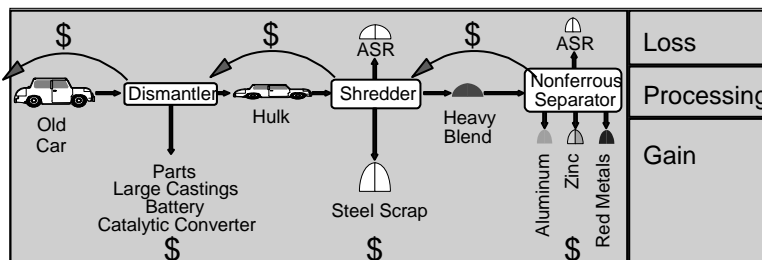 $
$
$
ASR
ASR
Loss
Old
Car
Dismantler
Hulk
Shredder
Heavy
Blend
Nonferrous
Separator
Processing
Parts
Large Castings
Battery
Catalytic Converter
Steel Scrap
Aluminum
Zinc
Red Metals
Gain
$
$
$